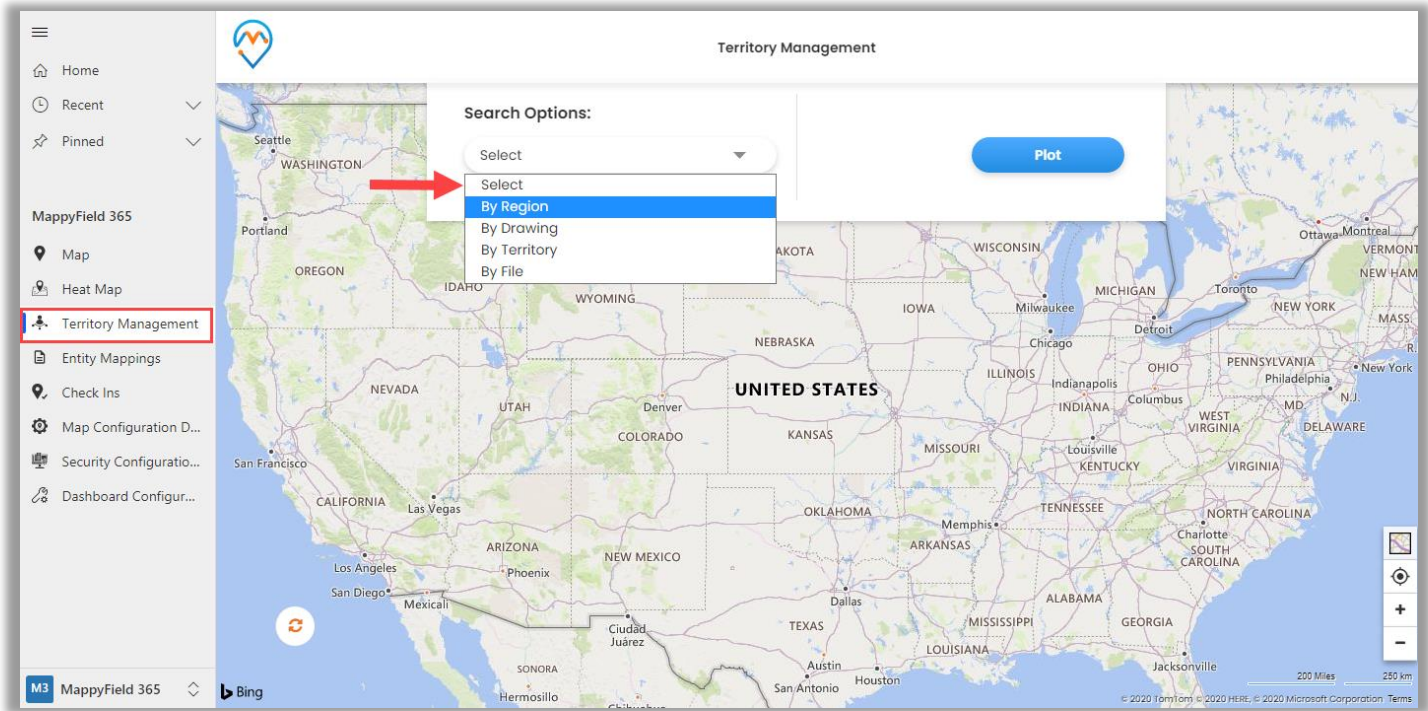 Home
Recent
Pinned
MappyField 365
Map
Heat Map
Territory Management
Entity Mappings
Check Ins
Map Configuration D...
Security Configuratio...
Dashboard Configur...
M3 MappyField 365
Territory Management
Search Options:
Select
Plot
Select
By Region
By Drawing
By Territory
By File
Seattle
WASHINGTON
Portland
OREGON
IDAHO
WYOMING
AKOTA
WISCONSIN
Ottawa
Montreal
VERMONT
NEW HAM
MICHIGAN
Toronto
IOWA
Milwaukee
NEW YORK
MASS.
Detroit
NEBRASKA
Chicago
R.
PENNSYLVANIA
New York
ILLINOIS
OHIO
Philadelphia
Indianapolis
NEVADA
UNITED STATES
UTAH
Denver
INDIANA
Columbus
MD
N.J.
WEST
VIRGINIA
DELAWARE
COLORADO
KANSAS
MISSOURI
Louisville
San Francisco
KENTUCKY
VIRGINIA
CALIFORNIA
Las Vegas
OKLAHOMA
TENNESSEE
NORTH CAROLINA
Memphis
Charlotte
ARIZONA
NEW MEXICO
ARKANSAS
SOUTH
CAROLINA
Los Angeles
Phoenix
San Diego
Mexicali
Dallas
ALABAMA
Ciudad
Juárez
TEXAS
MISSISSIPPI
GEORGIA
LOUISIANA
SONORA
Austin
Houston
Jacksonville
San Antonio
200 Miles
250 km
Bing
Hermosillo
© 2020 TomTom © 2020 HERE, © 2020 Microsoft Corporation Terms